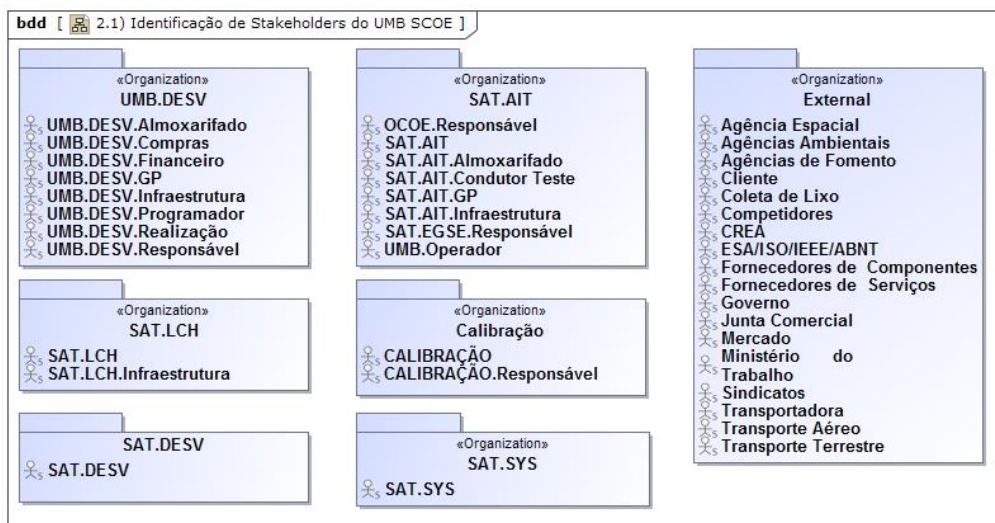 bdd [ 2.1) Identificação de Stakeholders do UMB SCOE ]
«Organization»
UMB.DESV
UMB.DESV.Almoxarifado
UMB.DESV.Compras
UMB.DESV.Financeiro
UMB.DESV.GP
UMB.DESV.Infraestrutura
UMB.DESV.Programador
UMB.DESV.Realização
UMB.DESV.Responsável
«Organization»
SAT.AIT
OCOE.Responsável
SAT.AIT
SAT.AIT.Almoxarifado
SAT.AIT.Condutor Teste
SAT.AIT.GP
SAT.AIT.Infraestrutura
SAT.EGSE.Responsável
UMB.Operador
«Organization»
External
Agência Espacial
Agências Ambientais
Agências de Fomento
Cliente
Coleta de Lixo
Competidores
CREA
ESA/ISO/IEEE/ABNT
Fornecedores de Componentes
Fornecedores de Serviços
Governo
Junta Comercial
Mercado
Ministério do
Trabalho
Sindicatos
Transportadora
Transporte Aéreo
Transporte Terrestre
«Organization»
SAT.LCH
SAT.LCH
SAT.LCH.Infraestrutura
«Organization»
Calibração
CALIBRAÇÃO
CALIBRAÇÃO.Responsável
SAT.DESV
SAT.DESV
«Organization»
SAT.SYS
SAT.SYS